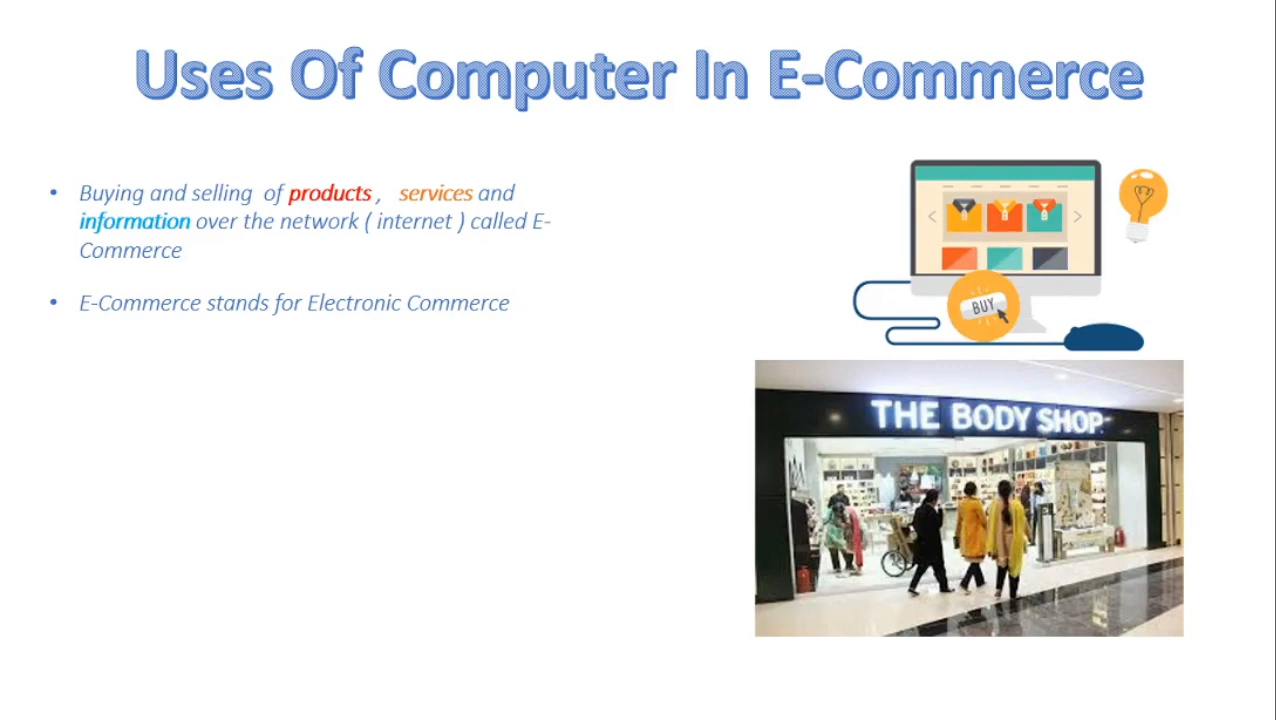 Uses Of Computer In E-Commerce
• Buying and selling of products , services and
information over the network ( internet ) called E-
Commerce
• E-Commerce stands for Electronic Commerce
BUY
THE BODY SHOP